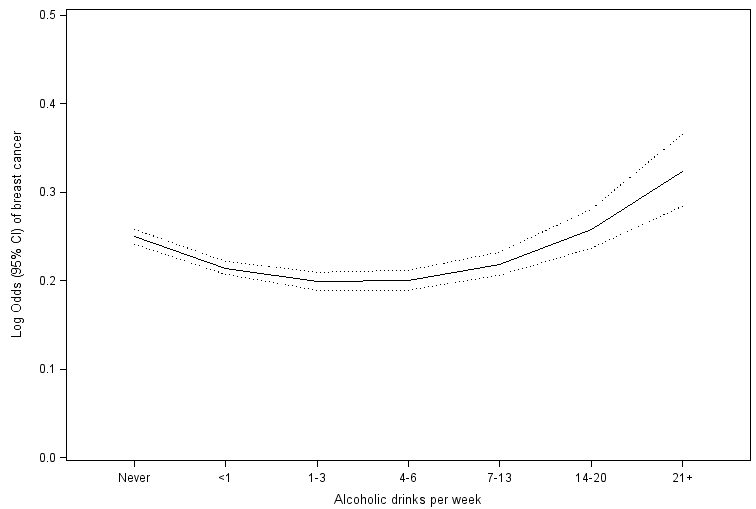 Log Odds (95% CI) of breast cancer
0.5
0.4
0.3
0.2
0.1
0.0
Never <1 1-3 4-6 7-13 14-20 21+
Alcoholic drinks per week